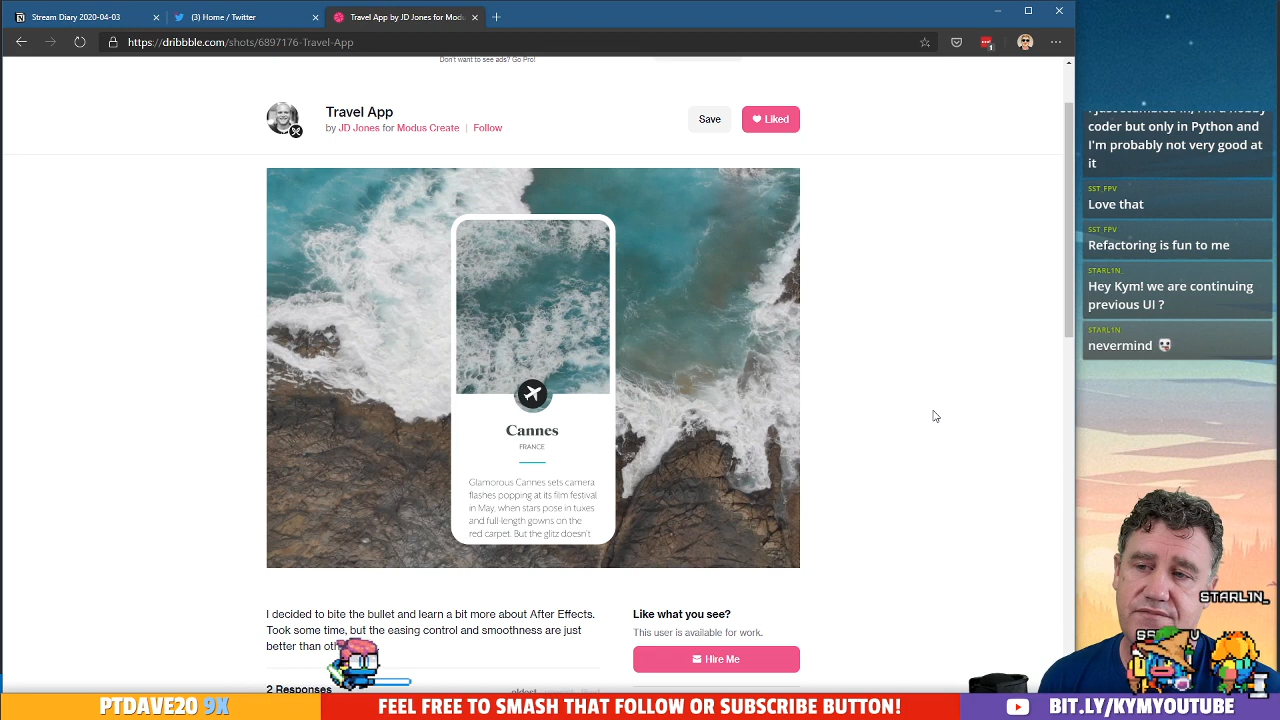 Stream Diary 2020-04-03
(3) Home / Twitter
Travel App by JD Jones for Modu
https://dribbble.com/shots/6897176-Travel-App
1
Don't want to see ads? Go Pro!
Travel App
by JD Jones for Modus Create | Follow
Save
Liked
Cannes
FRANCE
Glamorous Cannes sets camera
flashes popping at its film festival
in May, when stars pose in tuxes
and full-length gowns on the
red carpet. But the glitz doesn't
I decided to bite the bullet and learn a bit more about After Effects.
Took some time, but the easing control and smoothness are just
better than oth
2 Responses
oldest
Like what you see?
This user is available for work.
Hire Me
I just stumbled in, I'm a hobby
coder but only in Python and
I'm probably not very good at
it
SST_FPV
Love that
SST_FPV
Refactoring is fun to me
STARL1N_
Hey Kym! we are continuing
previous UI ?
STARL1N_
nevermind
STARL1N_
PTDAVE20 9X
FEEL FREE TO SMASH THAT FOLLOW OR SUBSCRIBE BUTTON!
BIT.LY/KYMYOUTUBE